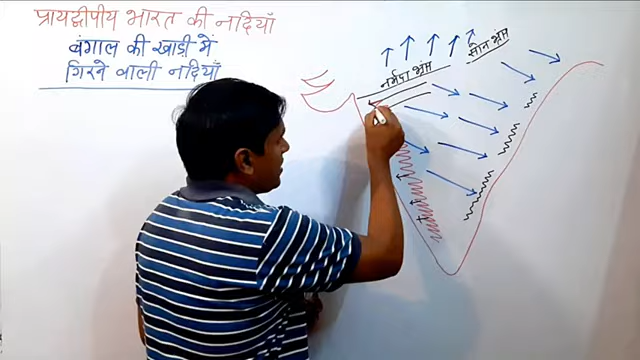 प्रायद्वीपीय भारत की नदियाँ
बंगाल की खाड़ी में
गिरने वाली नदियाँ
नर्मदा भ्रंश
सोन भ्रंश